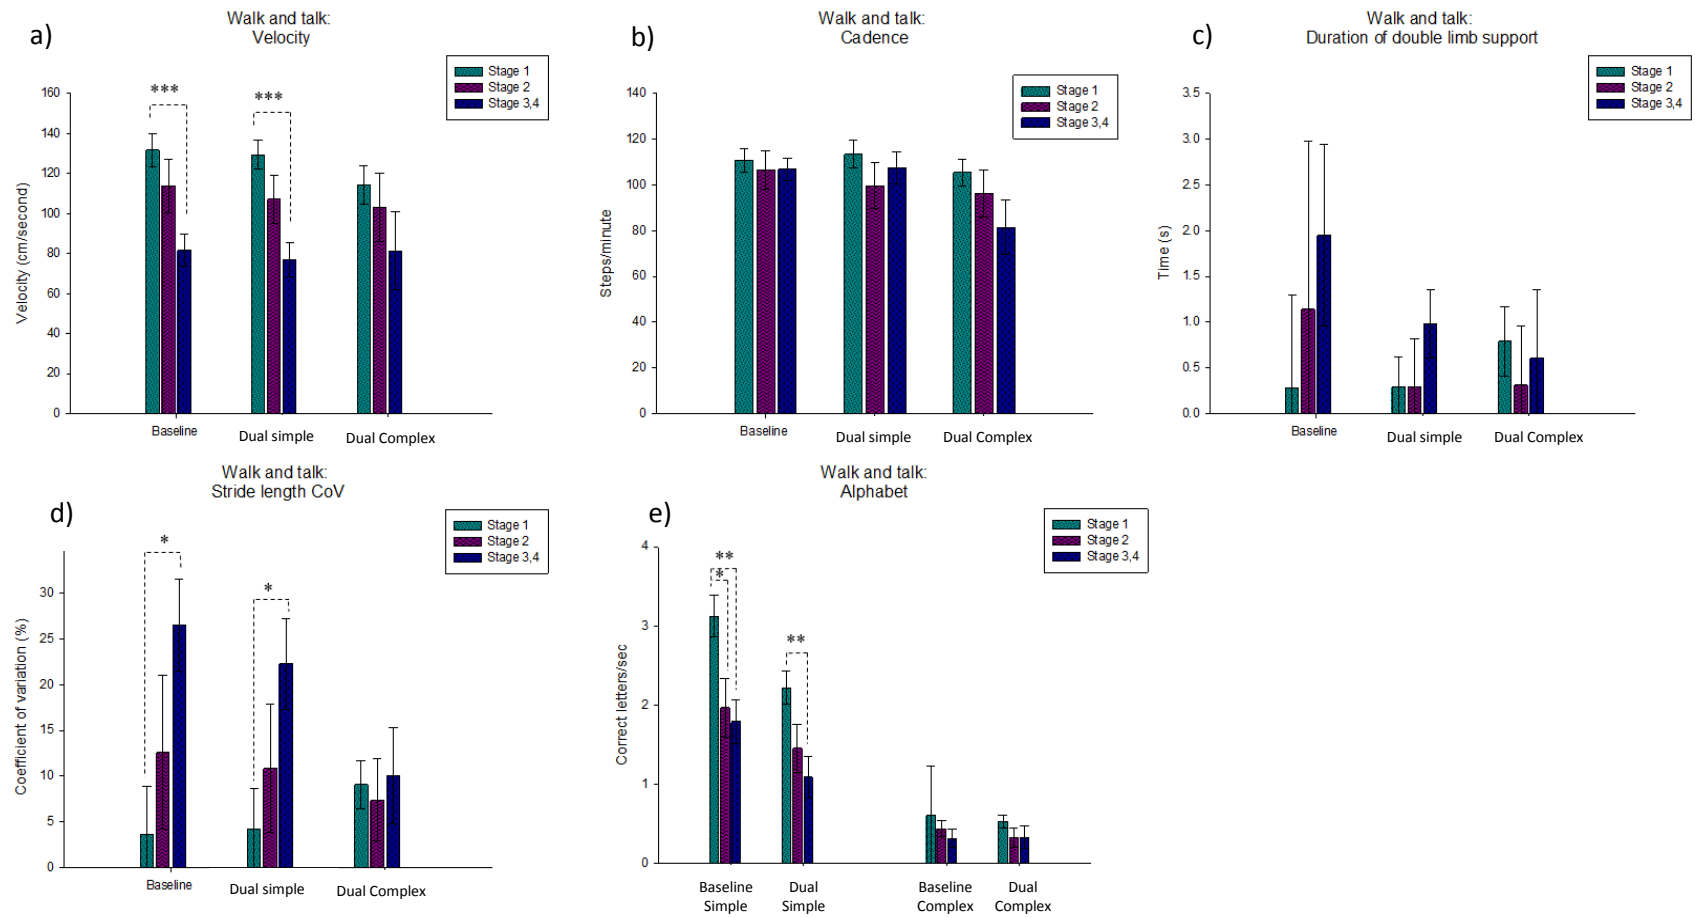 a)
Walk and talk:
Velocity
Stage 1
Stage 2
Stage 3,4
Velocity (cm/second)
160
140
120
100
80
60
40
20
0
***
***
Baseline
Dual simple
Dual Complex
b)
Walk and talk:
Cadence
Stage 1
Stage 2
Stage 3,4
Steps/minute
140
120
100
80
60
40
20
0
Baseline
Dual simple
Dual Complex
c)
Walk and talk:
Duration of double limb support
Stage 1
Stage 2
Stage 3,4
Time (s)
3.5
3.0
2.5
2.0
1.5
1.0
0.5
0.0
Baseline
Dual simple
Dual Complex
d)
Walk and talk:
Stride length CoV
Stage 1
Stage 2
Stage 3,4
Coefficient of variation (%)
30
25
20
15
10
5
0
*
*
Baseline
Dual simple
Dual Complex
e)
Walk and talk:
Alphabet
Stage 1
Stage 2
Stage 3,4
Correct letters/sec
4
3
2
1
0
**
*
**
Baseline
Simple
Dual
Simple
Baseline
Complex
Dual
Complex